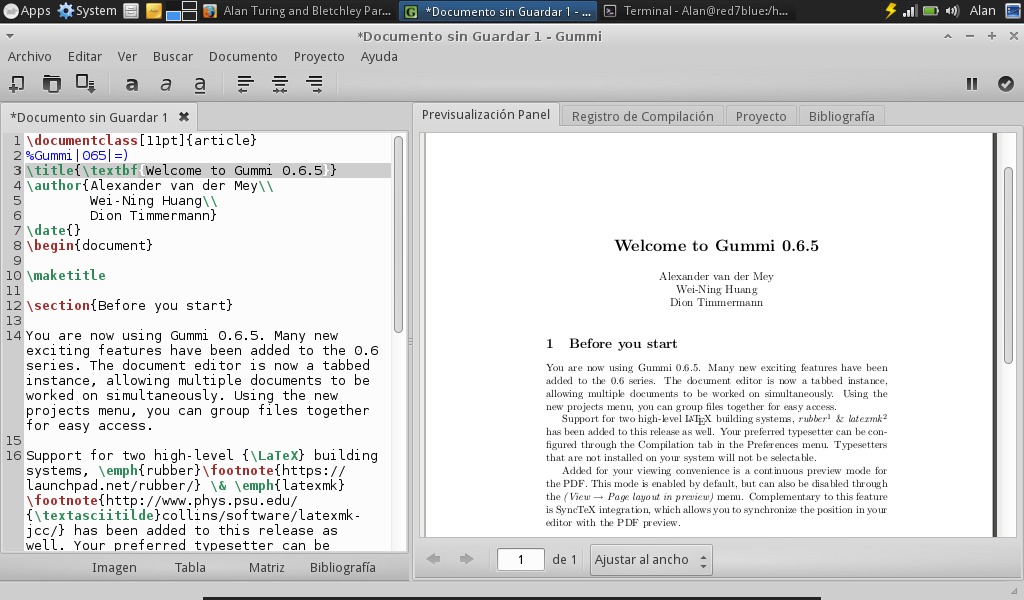 Apps System Alan Turing and Bletchley Par... *Documento sin Guardar 1 - ... Terminal - Alan@red7blue:/h... Alan
*Documento sin Guardar 1 - Gummi
Archivo Editar Ver Buscar Documento Proyecto Ayuda
a a a
*Documento sin Guardar 1
1 \documentclass[11pt]{article}
2 %Gummi|065|=)
3 \title{\textbf{Welcome to Gummi 0.6.5}}
4 \author{Alexander van der Mey\\
5 Wei-Ning Huang\\
6 Dion Timmermann}
7 \date{}
8 \begin{document}
9
10 \maketitle
11
12 \section{Before you start}
13
14 You are now using Gummi 0.6.5. Many new
exciting features have been added to the 0.6
series. The document editor is now a tabbed
instance, allowing multiple documents to be
worked on simultaneously. Using the new
projects menu, you can group files together
for easy access.
15
16 Support for two high-level {\LaTeX} building
systems, \emph{rubber}\footnote{https://
launchpad.net/rubber/} \& \emph{latexmk}
\footnote{http://www.phys.psu.edu/
{\textasciitilde}collins/software/latexmk-
jcc/} has been added to this release as
well. Your preferred typesetter can be
Imagen Tabla Matriz Bibliografía
Previsualización Panel Registro de Compilación Proyecto Bibliografía
Welcome to Gummi 0.6.5
Alexander van der Mey
Wei-Ning Huang
Dion Timmermann
1 Before you start
You are now using Gummi 0.6.5. Many new exciting features have been
added to the 0.6 series. The document editor is now a tabbed instance,
allowing multiple documents to be worked on simultaneously. Using the
new projects menu, you can group files together for easy access.
Support for two high-level LaTeX building systems, rubber¹ & latexmk²
has been added to this release as well. Your preferred typesetter can be con-
figured through the Compilation tab in the Preferences menu. Typesetters
that are not installed on your system will not be selectable.
Added for your viewing convenience is a continuous preview mode for
the PDF. This mode is enabled by default, but can also be disabled through
the (View → Page layout in preview) menu. Complementary to this feature
is SyncTeX integration, which allows you to synchronize the position in your
editor with the PDF preview.
1 de 1 Ajustar al ancho